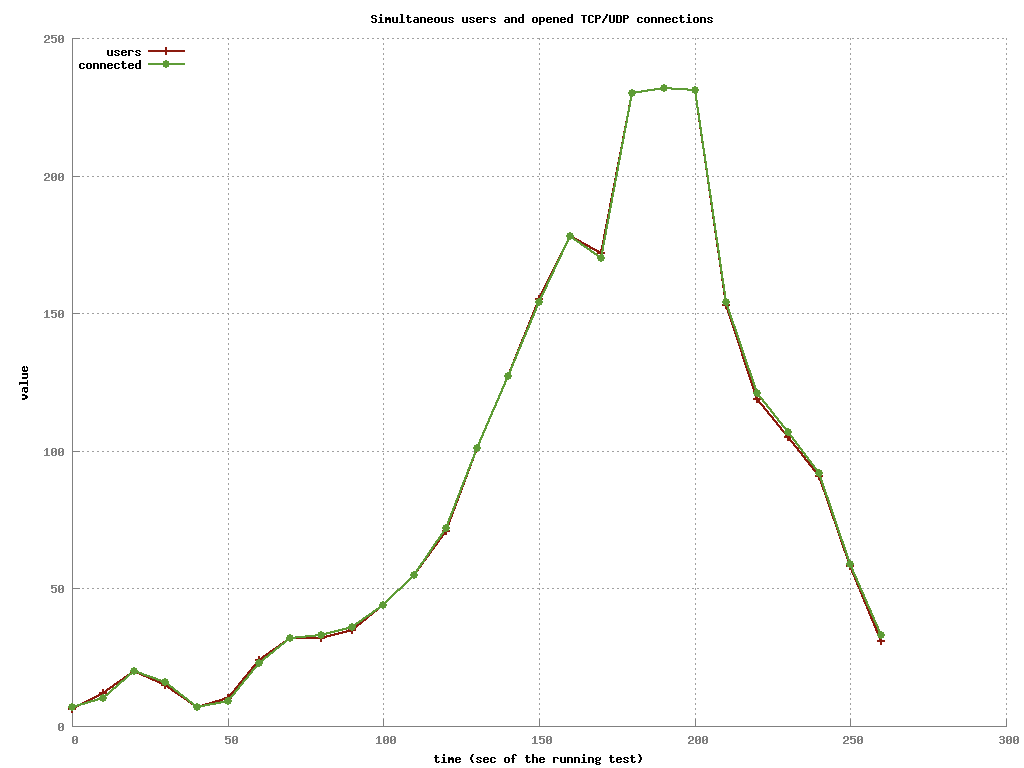 Simultaneous users and opened TCP/UDP connections
250
users
connected
200
150
value
100
50
0
0 50 100 150 200 250 300
time (sec of the running test)